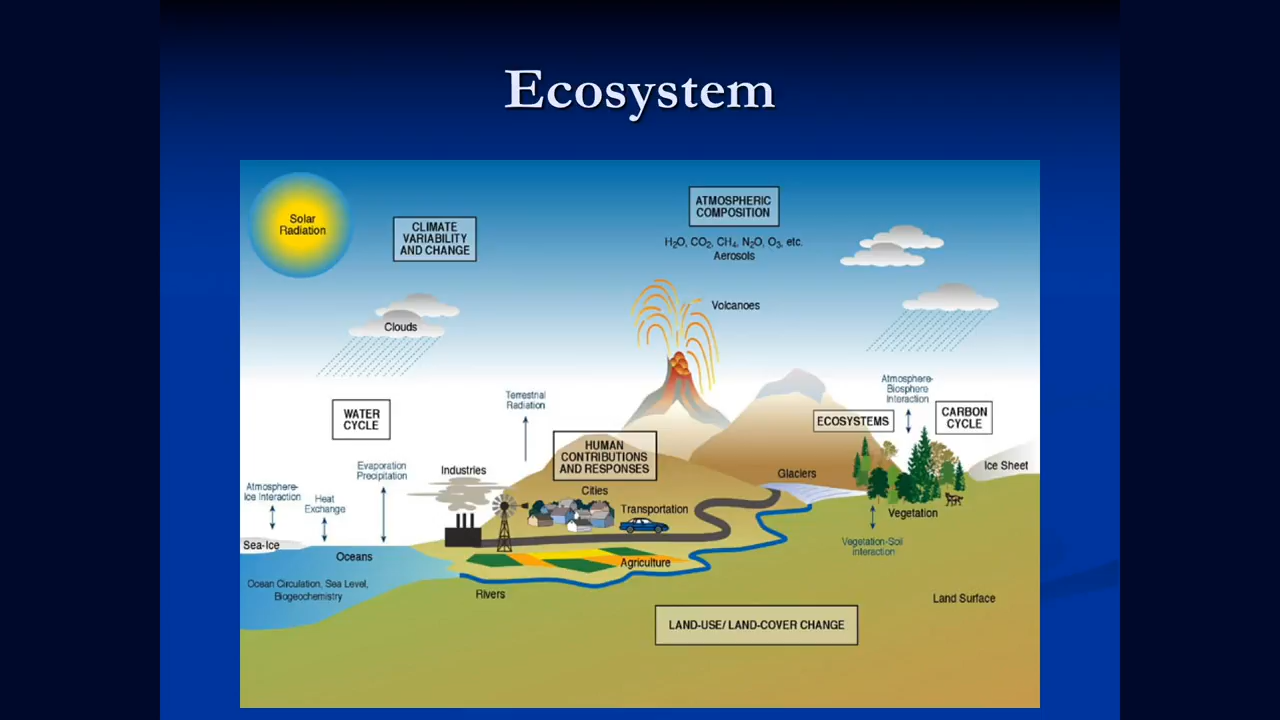 Ecosystem
Solar
Radiation
CLIMATE
VARIABILITY
AND CHANGE
ATMOSPHERIC
COMPOSITION
H₂O, CO₂, CH₄, N₂O, O₃, etc.
Aerosols
Volcanoes
Clouds
Atmosphere-
Biosphere
Interaction
Terrestrial
Radiation
WATER
CYCLE
ECOSYSTEMS
CARBON
CYCLE
HUMAN
CONTRIBUTIONS
AND RESPONSES
Evaporation
Precipitation
Industries
Glaciers
Ice Sheet
Atmosphere-
Ice Interaction
Heat
Exchange
Cities
Transportation
Vegetation
Sea-Ice
Oceans
Vegetation-Soil
Interaction
Agriculture
Ocean Circulation, Sea Level,
Biogeochemistry
Rivers
Land Surface
LAND-USE/ LAND-COVER CHANGE